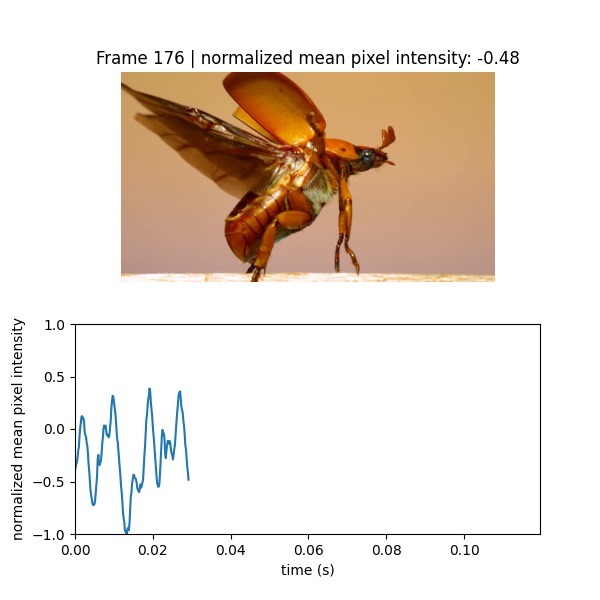 Frame 176 | normalized mean pixel intensity: -0.48
1.0
0.5
0.0
−0.5
−1.0
normalized mean pixel intensity
0.00 0.02 0.04 0.06 0.08 0.10
time (s)